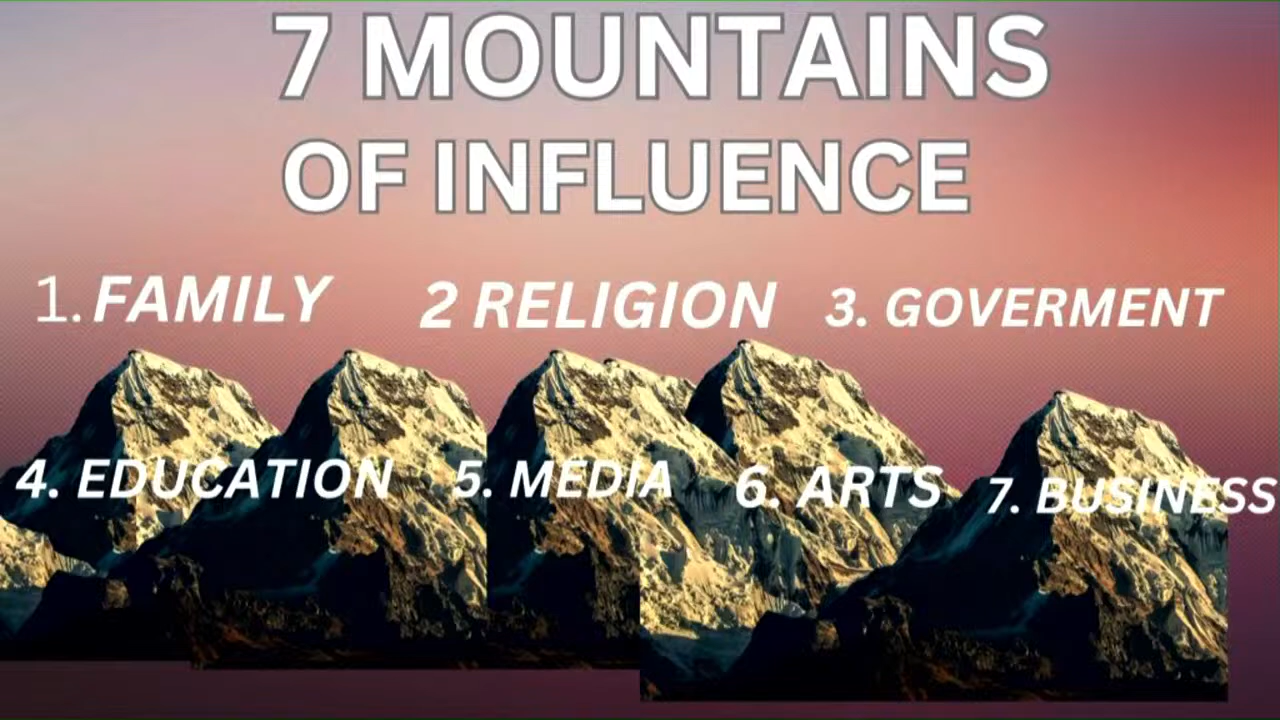 7 MOUNTAINS
OF INFLUENCE
1. FAMILY 2 RELIGION 3. GOVERMENT
4. EDUCATION 5. MEDIA 6. ARTS 7. BUSINESS